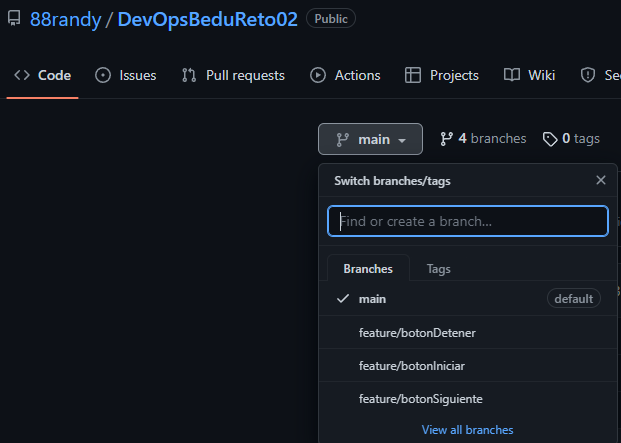 88randy / DevOpsBeduReto02 Public
Code Issues Pull requests Actions Projects Wiki
main 4 branches 0 tags
Switch branches/tags
Find or create a branch...
Branches Tags
main default
feature/botonDetener
feature/botonIniciar
feature/botonSiguiente
View all branches